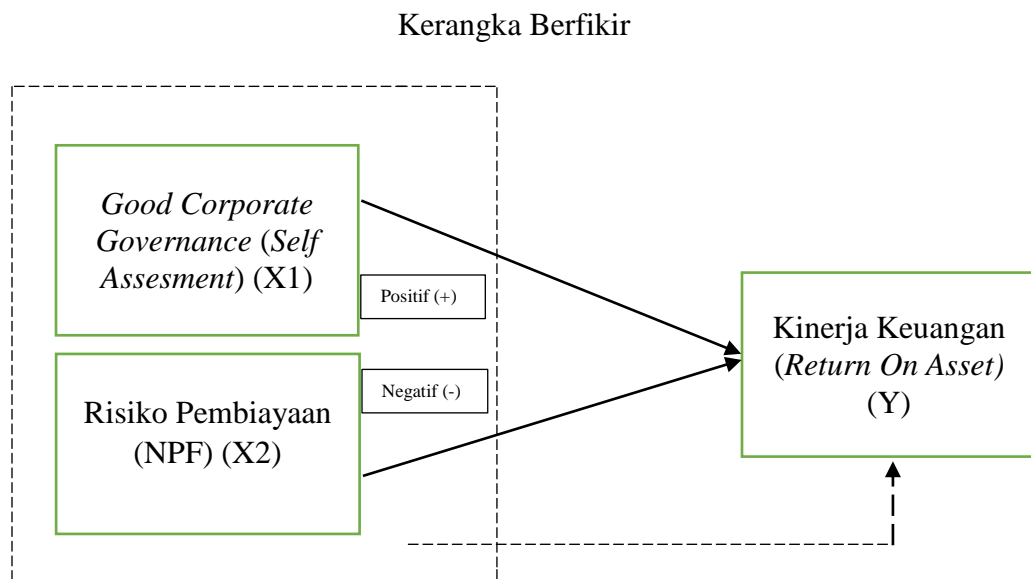 Kerangka Berfikir
Good Corporate
Governance (Self
Assesment) (X1)
Positif (+)
Negatif (-)
Risiko Pembiayaan
(NPF) (X2)
Kinerja Keuangan
(Return On Asset)
(Y)